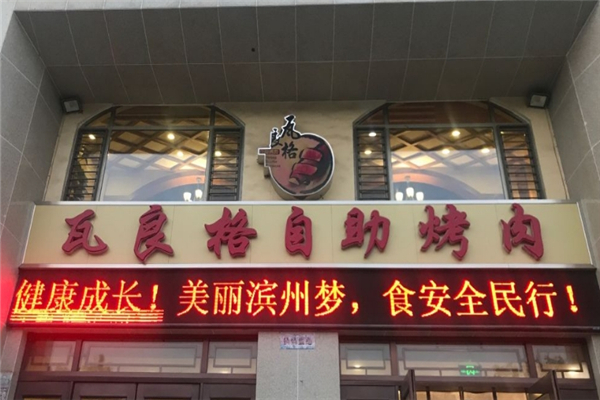 瓦良格
瓦良格自助烤肉
健康成长！美丽滨州梦，食安全民行！